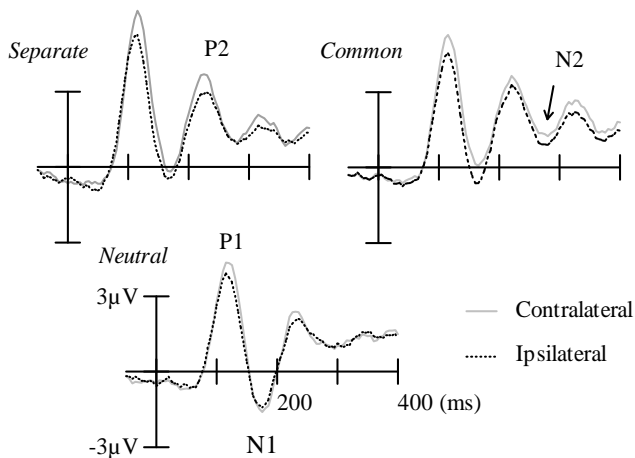 Separate
P2
Common
N2
Neutral
P1
3µV
Contralateral
Ipsilateral
200
400 (ms)
-3µV
N1